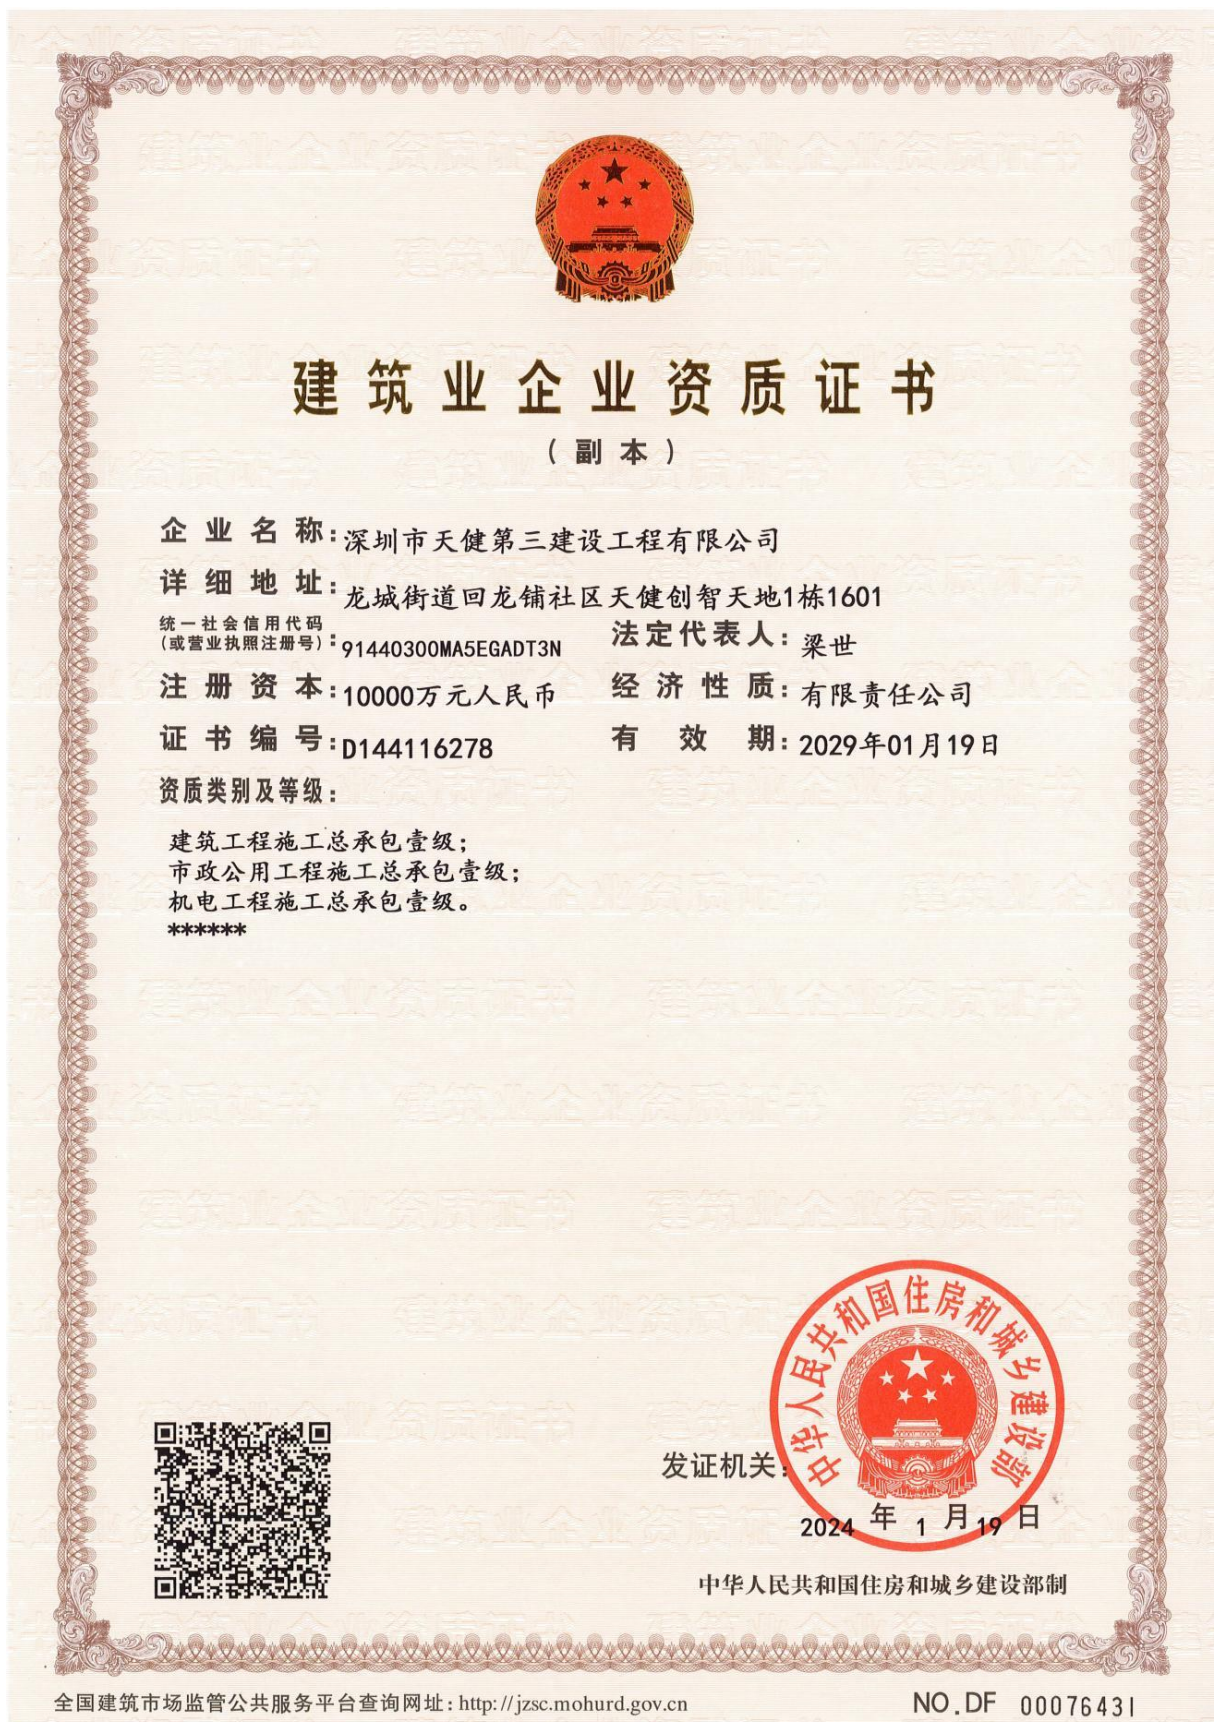 建筑业企业资质证书
（副本）
企业名称：深圳市天健第三建设工程有限公司
详细地址：龙城街道回龙铺社区天健创智天地1栋1601
统一社会信用代码
(或营业执照注册号)：91440300MA5EGADT3N 法定代表人：梁世
注册资本：10000万元人民币 经济性质：有限责任公司
证书编号：D144116278 有效期：2029年01月19日
资质类别及等级：
建筑工程施工总承包壹级；
市政公用工程施工总承包壹级；
机电工程施工总承包壹级。
******
中华人民共和国住房和城乡建设部
发证机关：
2024 年 1 月 19 日
中华人民共和国住房和城乡建设部制
全国建筑市场监管公共服务平台查询网址：http://jzsc.mohurd.gov.cn
NO.DF 00076431